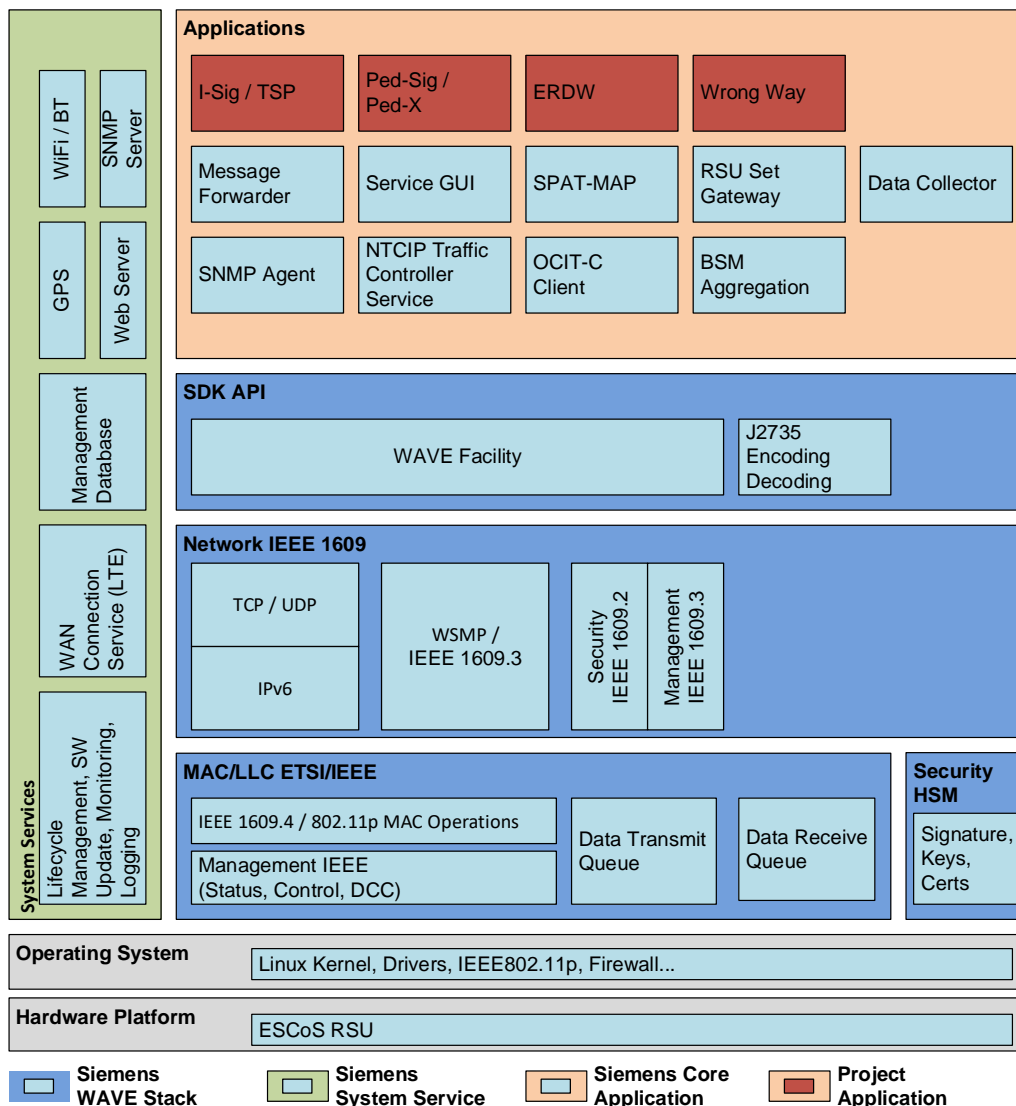 System Services
WiFi / BT
SNMP
Server
GPS
Web Server
Management
Database
WAN
Connection
Service (LTE)
Lifecycle
Management, SW
Update, Monitoring,
Logging
Applications
I-Sig / TSP
Ped-Sig /
Ped-X
ERDW
Wrong Way
Message
Forwarder
Service GUI
SPAT-MAP
RSU Set
Gateway
Data Collector
SNMP Agent
NTCIP Traffic
Controller
Service
OCIT-C
Client
BSM
Aggregation
SDK API
WAVE Facility
J2735
Encoding
Decoding
Network IEEE 1609
TCP / UDP
IPv6
WSMP /
IEEE 1609.3
Security
IEEE 1609.2
Management
IEEE 1609.3
MAC/LLC ETSI/IEEE
IEEE 1609.4 / 802.11p MAC Operations
Management IEEE
(Status, Control, DCC)
Data Transmit
Queue
Data Receive
Queue
Security
HSM
Signature,
Keys,
Certs
Operating System
Linux Kernel, Drivers, IEEE802.11p, Firewall...
Hardware Platform
ESCoS RSU
Siemens
WAVE Stack
Siemens
System Service
Siemens Core
Application
Project
Application